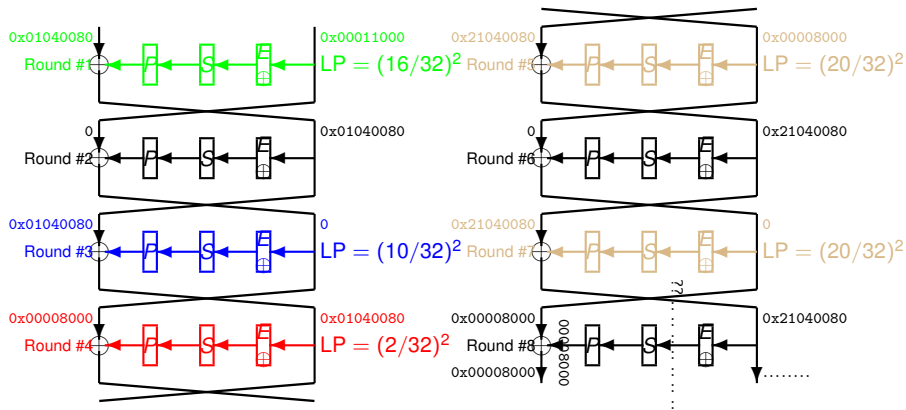 0x01040080 0x00011000
Round #1 P S E LP = (16/32)²
0 0x01040080
Round #2 P S E
0x01040080 0
Round #3 P S E LP = (10/32)²
0x00008000 0x01040080
Round #4 P S E LP = (2/32)²
0x21040080 0x00008000
Round #5 P S E LP = (20/32)²
0 0x21040080
Round #6 P S E
0x21040080 0
Round #7 P S E LP = (20/32)²
??
0x00008000 0x21040080
Round #8 P S E
00008000
0x00008000 ........